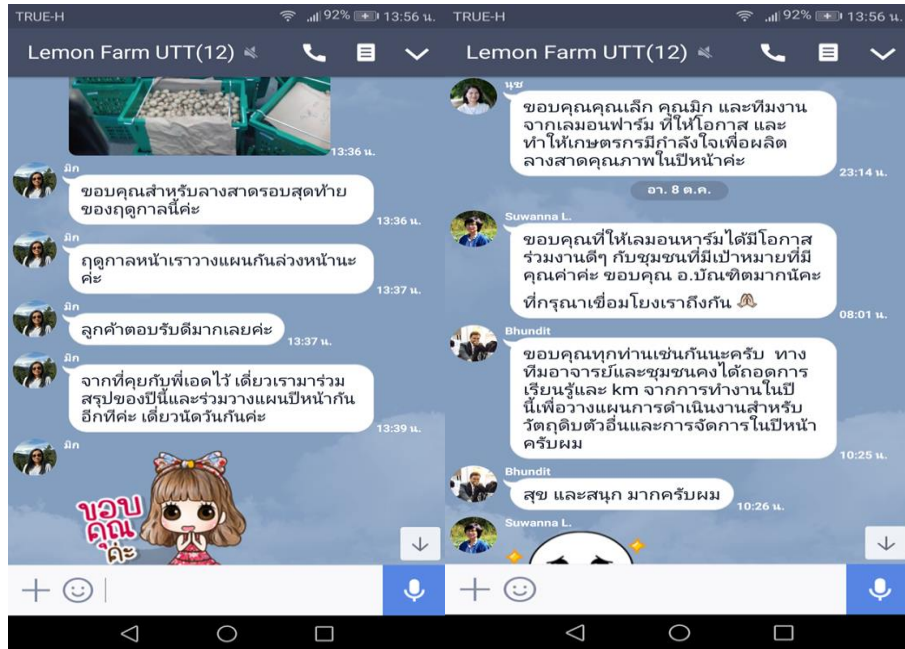 TRUE-H 92% 13:56 น.
Lemon Farm UTT(12)
13:36 น.
มิก
ขอบคุณสำหรับลางสาดรอบสุดท้าย
ของฤดูกาลนี้ค่ะ
13:36 น.
มิก
ฤดูกาลหน้าเราวางแผนกันล่วงหน้านะ
ค่ะ
13:37 น.
มิก
ลูกค้าตอบรับดีมากเลยค่ะ
13:37 น.
มิก
จากที่คุยกับพี่เอดไว้ เดี๋ยวเรามาร่วม
สรุปของปีนี้และร่วมวางแผนปีหน้ากัน
อีกทีค่ะ เดี่ยวนัดวันกันค่ะ
13:39 น.
มิก
ขอบ
คุณ
ค่ะ
TRUE-H 92% 13:56 น.
Lemon Farm UTT(12)
นุช
ขอบคุณคุณเล็ก คุณมิก และทีมงาน
จากเลมอนฟาร์ม ที่ให้โอกาส และ
ทำให้เกษตรกรมีกำลังใจเพื่อผลิต
ลางสาดคุณภาพในปีหน้าค่ะ
23:14 น.
อา. 8 ต.ค.
Suwanna L.
ขอบคุณที่ให้เลมอนหาร์มได้มีโอกาส
ร่วมงานดีๆ กับชุมชนที่มีเป้าหมายที่มี
คุณค่าค่ะ ขอบคุณ อ.บัณฑิตมากนัคะ
ที่กรุณาเชื่อมโยงเราถึงกัน
08:01 น.
Bhundit
ขอบคุณทุกท่านเช่นกันนะครับ ทาง
ทีมอาจารย์และชุมชนคงได้ถอดการ
เรียนรู้และ km จากการทำงานในปี
นี้เพื่อวางแผนการดำเนินงานสำหรับ
วัตถุดิบตัวอื่นและการจัดการในปีหน้า
ครับผม
10:25 น.
Bhundit
สุข และสนุก มากครับผม
10:26 น.
Suwanna L.